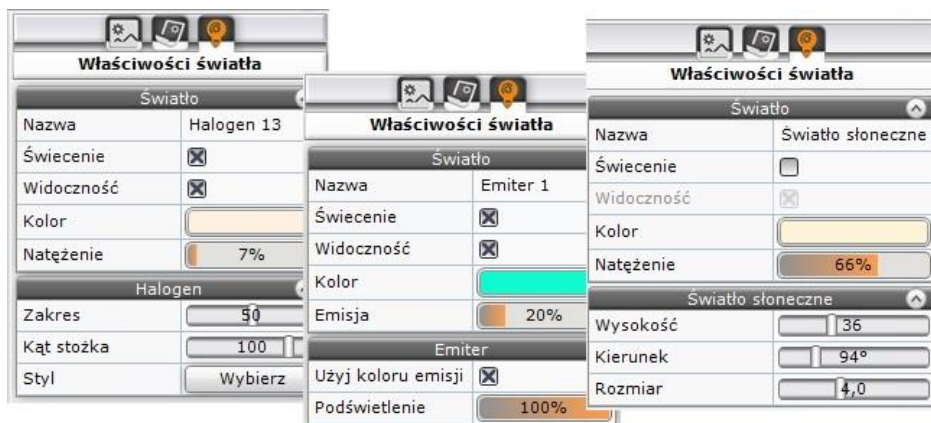 Właściwości światła
Światło
Nazwa Halogen 13
Świecenie
Widoczność
Kolor
Natężenie 7%
Halogen
Zakres 50
Kąt stożka 100
Styl Wybierz
Właściwości światła
Światło
Nazwa Emiter 1
Świecenie
Widoczność
Kolor
Emisja 20%
Emiter
Użyj koloru emisji
Podświetlenie 100%
Właściwości światła
Światło
Nazwa Światło słoneczne
Świecenie
Widoczność
Kolor
Natężenie 66%
Światło słoneczne
Wysokość 36
Kierunek 94°
Rozmiar 4,0